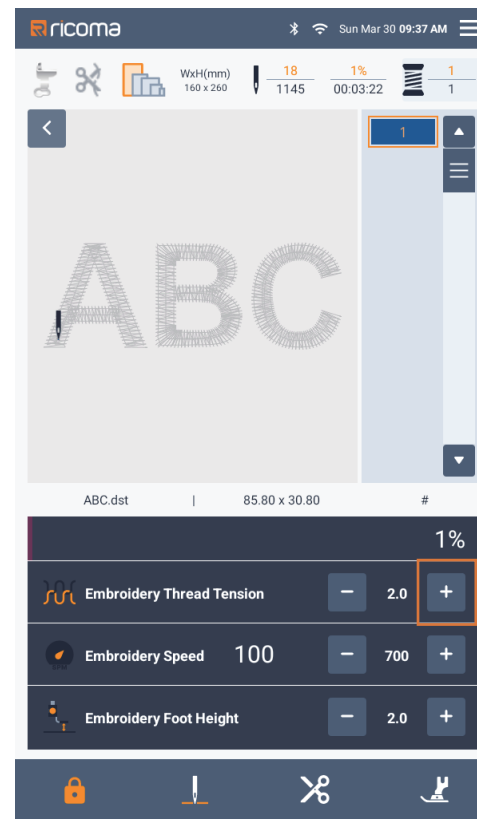 ricoma Sun Mar 30 09:37 AM
WxH(mm) 18 1% 1
160 x 260 1145 00:03:22 1
1
ABC
ABC.dst | 85.80 x 30.80 #
1%
Embroidery Thread Tension − 2.0 +
Embroidery Speed 100 − 700 +
Embroidery Foot Height − 2.0 +